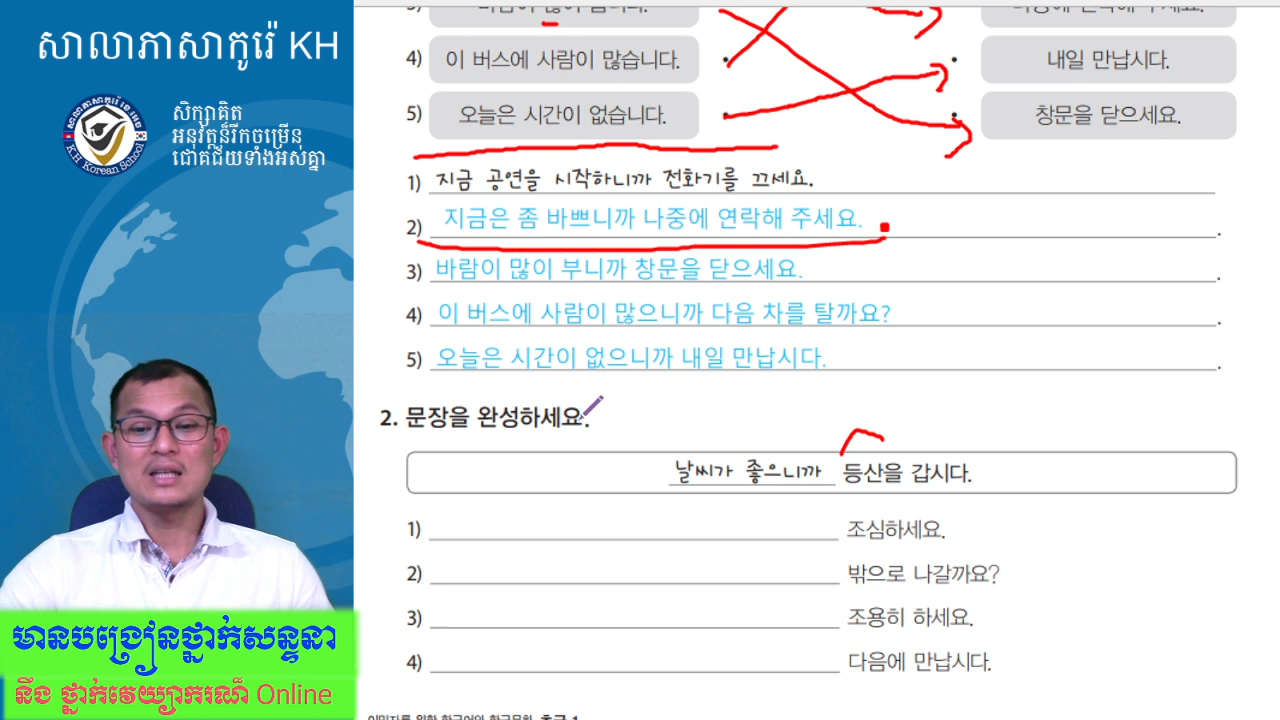 សាលាភាសាកូរ៉េ KH
សិក្សាគិត
អនុវត្តន៍រីកចម្រើន
ជោគជ័យទាំងអស់គ្នា
K.H Korean School
4) 이 버스에 사람이 많습니다.
내일 만납시다.
5) 오늘은 시간이 없습니다.
창문을 닫으세요.
1) 지금 공연을 시작하니까 전화기를 끄세요.
2) 지금은 좀 바쁘니까 나중에 연락해 주세요.
3) 바람이 많이 부니까 창문을 닫으세요.
4) 이 버스에 사람이 많으니까 다음 차를 탈까요?
5) 오늘은 시간이 없으니까 내일 만납시다.
2. 문장을 완성하세요.
날씨가 좋으니까 등산을 갑시다.
1) 조심하세요.
2) 밖으로 나갈까요?
3) 조용히 하세요.
4) 다음에 만납시다.
មានបង្រៀនថ្នាក់សន្ទនា
នឹង ថ្នាក់វេយ្យាករណ៍ Online